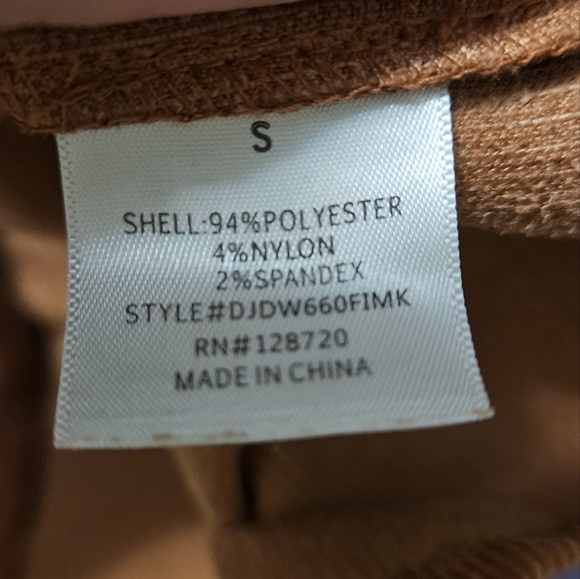 S
SHELL:94%POLYESTER
4%NYLON
2%SPANDEX
STYLE#DJDW660FIMK
RN#128720
MADE IN CHINA